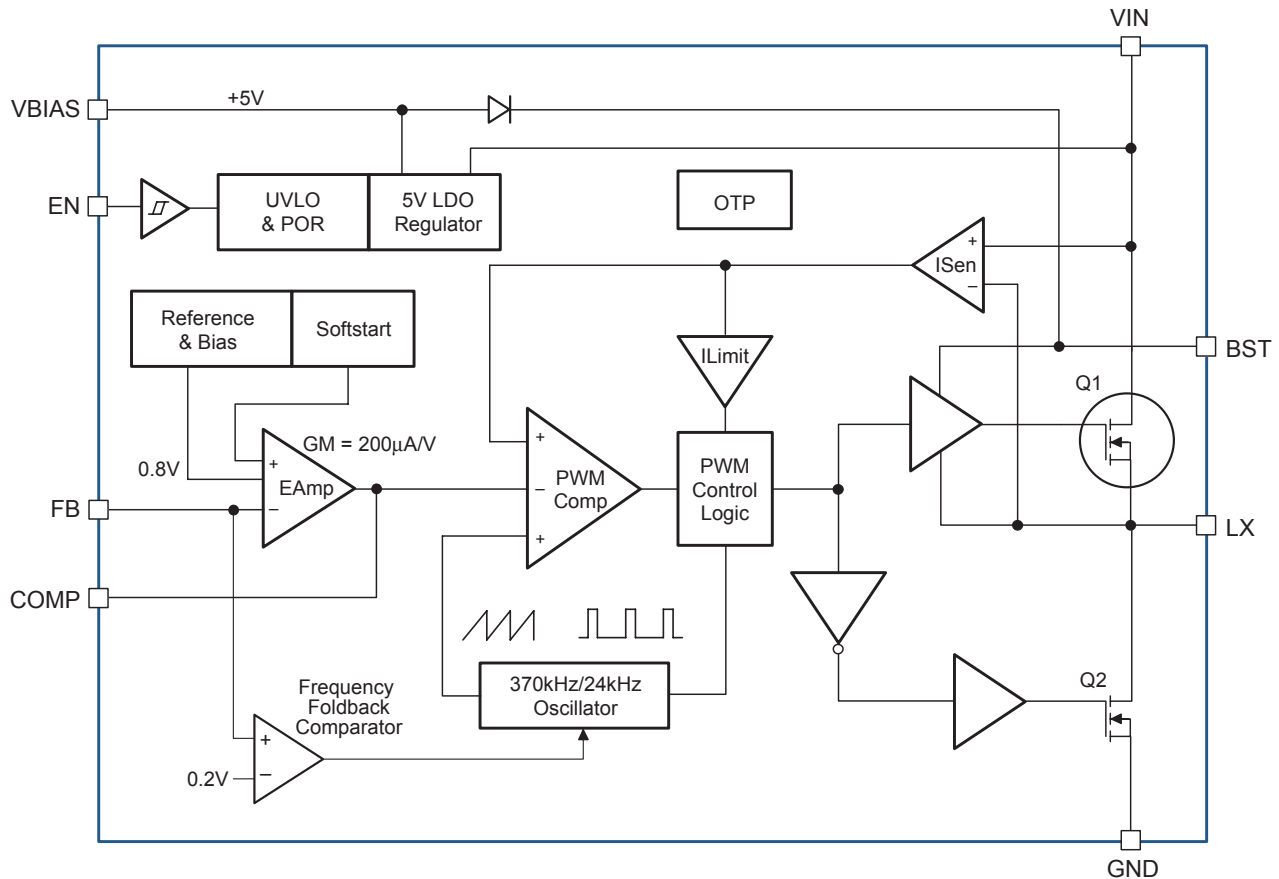 VIN
VBIAS
+5V
EN
UVLO
& POR
5V LDO
Regulator
OTP
+
ISen
−
Reference
& Bias
Softstart
ILimit
BST
Q1
GM = 200μA/V
+
0.8V
EAmp
−
+
PWM
Comp
−
+
PWM
Control
Logic
FB
LX
COMP
370kHz/24kHz
Oscillator
Frequency
Foldback
Comparator
+
0.2V
−
Q2
GND